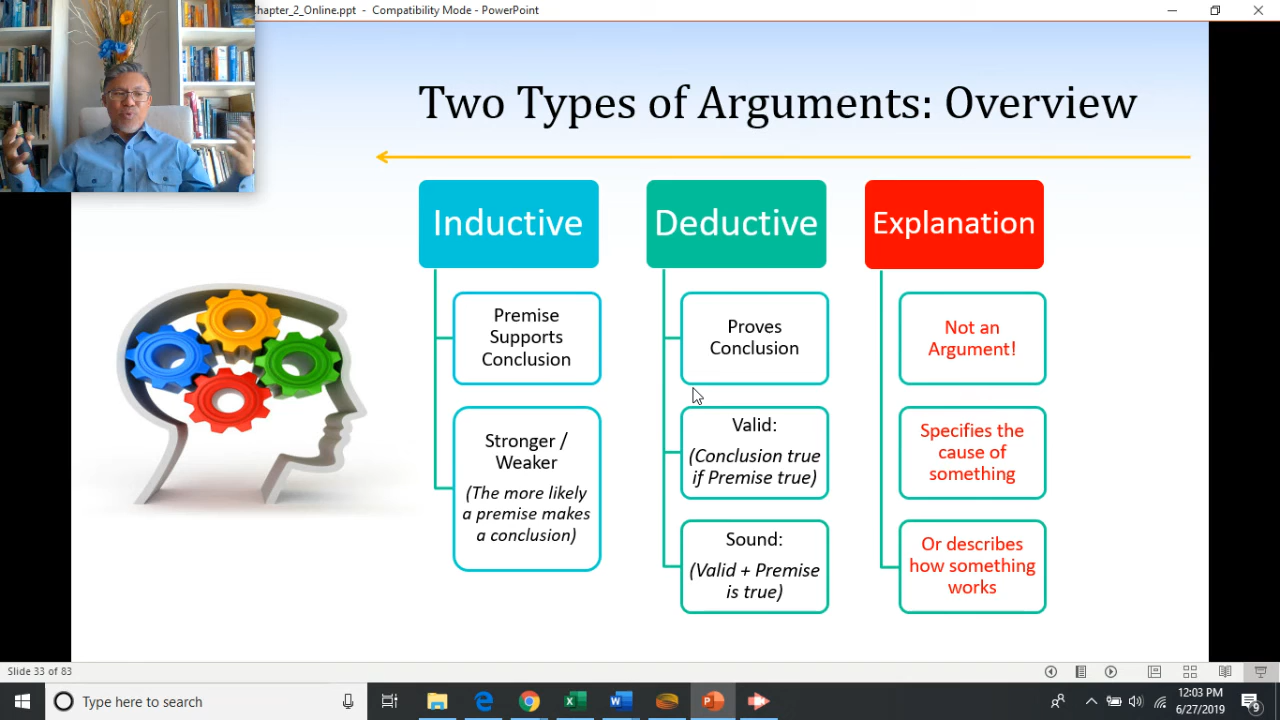 Chapter_2_Online.ppt - Compatibility Mode - PowerPoint
Two Types of Arguments: Overview
Inductive
Premise
Supports
Conclusion
Stronger /
Weaker
(The more likely
a premise makes
a conclusion)
Deductive
Proves
Conclusion
Valid:
(Conclusion true
if Premise true)
Sound:
(Valid + Premise
is true)
Explanation
Not an
Argument!
Specifies the
cause of
something
Or describes
how something
works
Slide 33 of 83
Type here to search
12:03 PM
6/27/2019
9